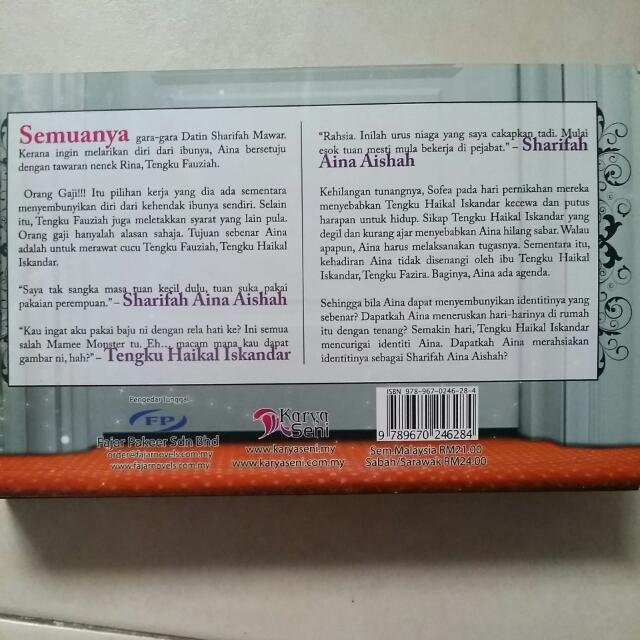 Semuanya gara-gara Datin Sharifah Mawar.
Kerana ingin melarikan diri dari ibunya, Aina bersetuju
dengan tawaran nenek Rina, Tengku Fauziah.
Orang Gaji!!! Itu pilihan kerja yang dia ada sementara
menyembunyikan diri dari kehendak ibunya sendiri. Selain
itu, Tengku Fauziah juga meletakkan syarat yang lain pula.
Orang gaji hanyalah alasan sahaja. Tujuan sebenar Aina
adalah untuk merawat cucu Tengku Fauziah, Tengku Haikal
Iskandar.
“Saya tak sangka masa tuan kecil dulu, tuan suka pakai
pakaian perempuan.” – Sharifah Aina Aishah
“Kau ingat aku pakai baju ni dengan rela hati ke? Ini semua
salah Mamee Monster tu. Eh... macam mana kau dapat
gambar ni, hah?” – Tengku Haikal Iskandar
“Rahsia. Inilah urus niaga yang saya cakapkan tadi. Mulai
esok tuan mesti mula bekerja di pejabat.” – Sharifah
Aina Aishah
Kehilangan tunangnya, Sofea pada hari pernikahan mereka
menyebabkan Tengku Haikal Iskandar kecewa dan putus
harapan untuk hidup. Sikap Tengku Haikal Iskandar yang
degil dan kurang ajar menyebabkan Aina hilang sabar. Walau
apapun, Aina harus melaksanakan tugasnya. Sementara itu,
kehadiran Aina tidak disenangi oleh ibu Tengku Haikal
Iskandar, Tengku Fazira. Baginya, Aina ada agenda.
Sehingga bila Aina dapat menyembunyikan identitinya yang
sebenar? Dapatkah Aina meneruskan hari-harinya di rumah
itu dengan tenang? Semakin hari, Tengku Haikal Iskandar
mencurigai identiti Aina. Dapatkah Aina merahsiakan
identitinya sebagai Sharifah Aina Aishah?
Pengedar Tunggal
FP
Fajar Pakeer Sdn Bhd
order@fajarnovels.com.my
www.fajarnovels.com.my
Karya
Seni
www.karyaseni.my
www.karyaseni.com.my
ISBN 978-967-0246-28-4
9 789670 246284
Sem.Malaysia RM21.00
Sabah/Sarawak RM24.00